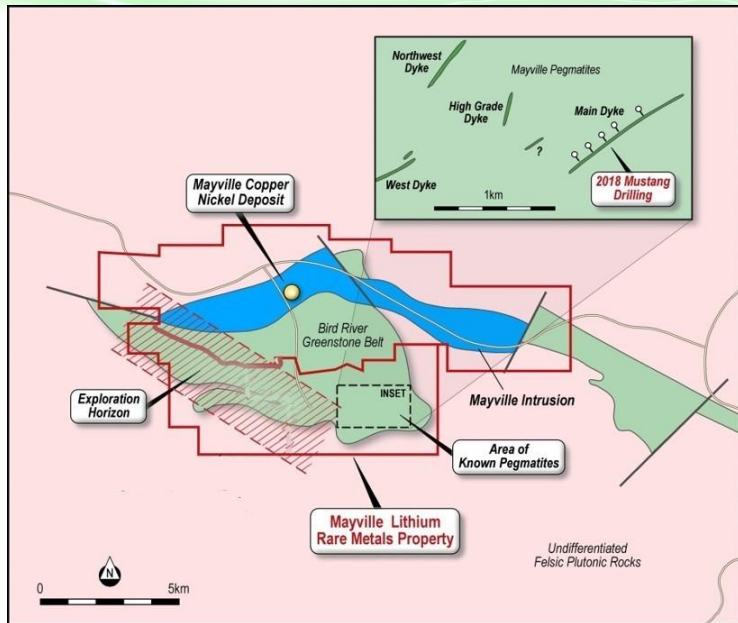 Northwest
Dyke
Mayville Pegmatites
High Grade
Dyke
Main Dyke
?
West Dyke
1km
2018 Mustang
Drilling
Mayville Copper
Nickel Deposit
Bird River
Greenstone Belt
INSET
Mayville Intrusion
Exploration
Horizon
Area of
Known Pegmatites
Mayville Lithium
Rare Metals Property
Undifferentiated
Felsic Plutonic Rocks
N
0
5km